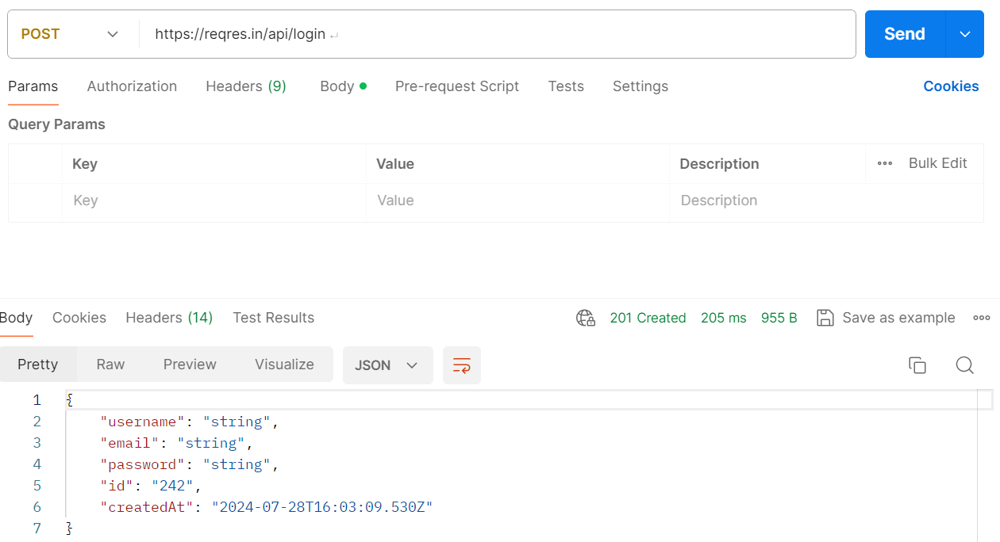 POST https://reqres.in/api/login ↵ Send
Params Authorization Headers (9) Body Pre-request Script Tests Settings Cookies
Query Params
Key Value Description ••• Bulk Edit
Key Value Description
Body Cookies Headers (14) Test Results 201 Created 205 ms 955 B Save as example
Pretty Raw Preview Visualize JSON
1 {
2 "username": "string",
3 "email": "string",
4 "password": "string",
5 "id": "242",
6 "createdAt": "2024-07-28T16:03:09.530Z"
7 }